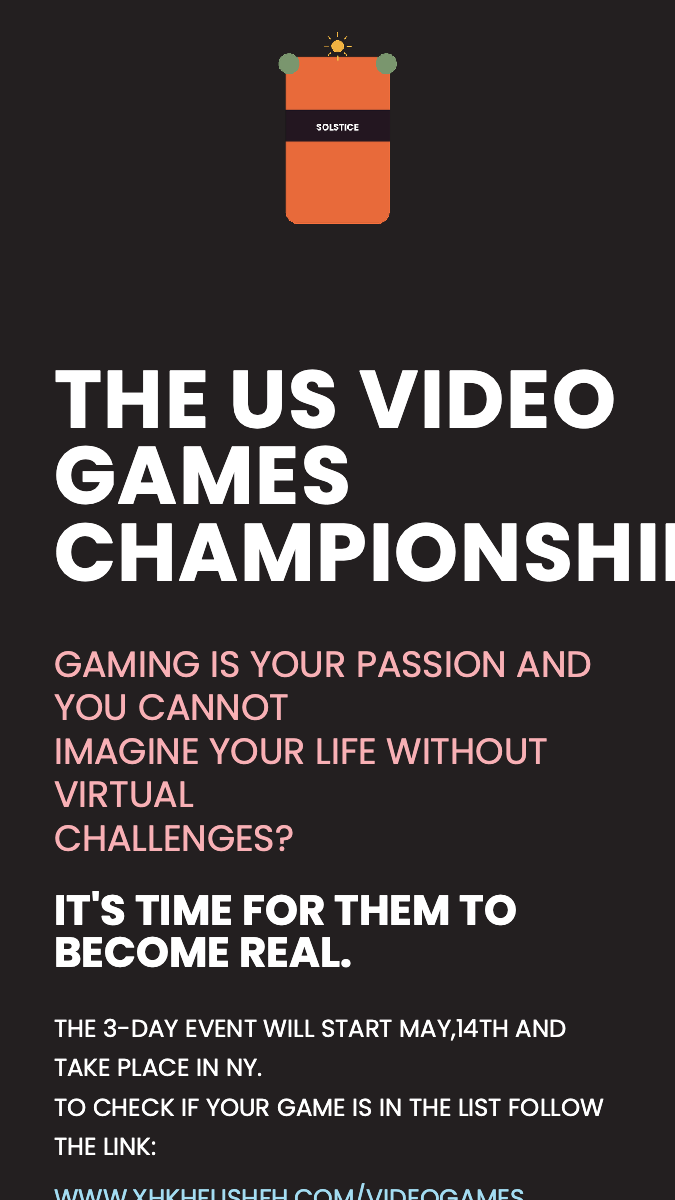 SOLSTICE
THE US VIDEO
GAMES
CHAMPIONSHI
GAMING IS YOUR PASSION AND
YOU CANNOT
IMAGINE YOUR LIFE WITHOUT
VIRTUAL
CHALLENGES?
IT'S TIME FOR THEM TO
BECOME REAL.
THE 3-DAY EVENT WILL START MAY,14TH AND
TAKE PLACE IN NY.
TO CHECK IF YOUR GAME IS IN THE LIST FOLLOW
THE LINK: